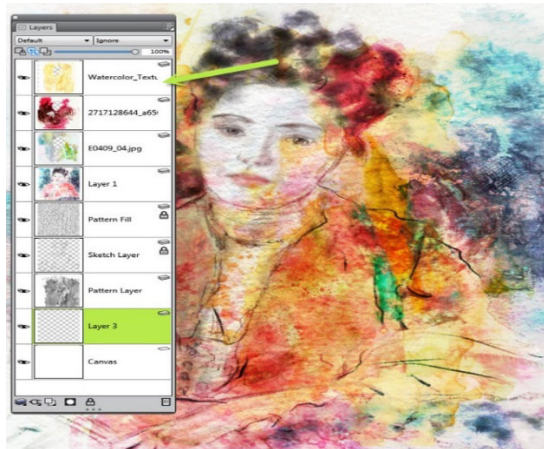 Layers
Default Ignore
100%
Watercolor_Textu
2717128644_a65
E0409_04.jpg
Layer 1
Pattern Fill
Sketch Layer
Pattern Layer
Layer 3
Canvas